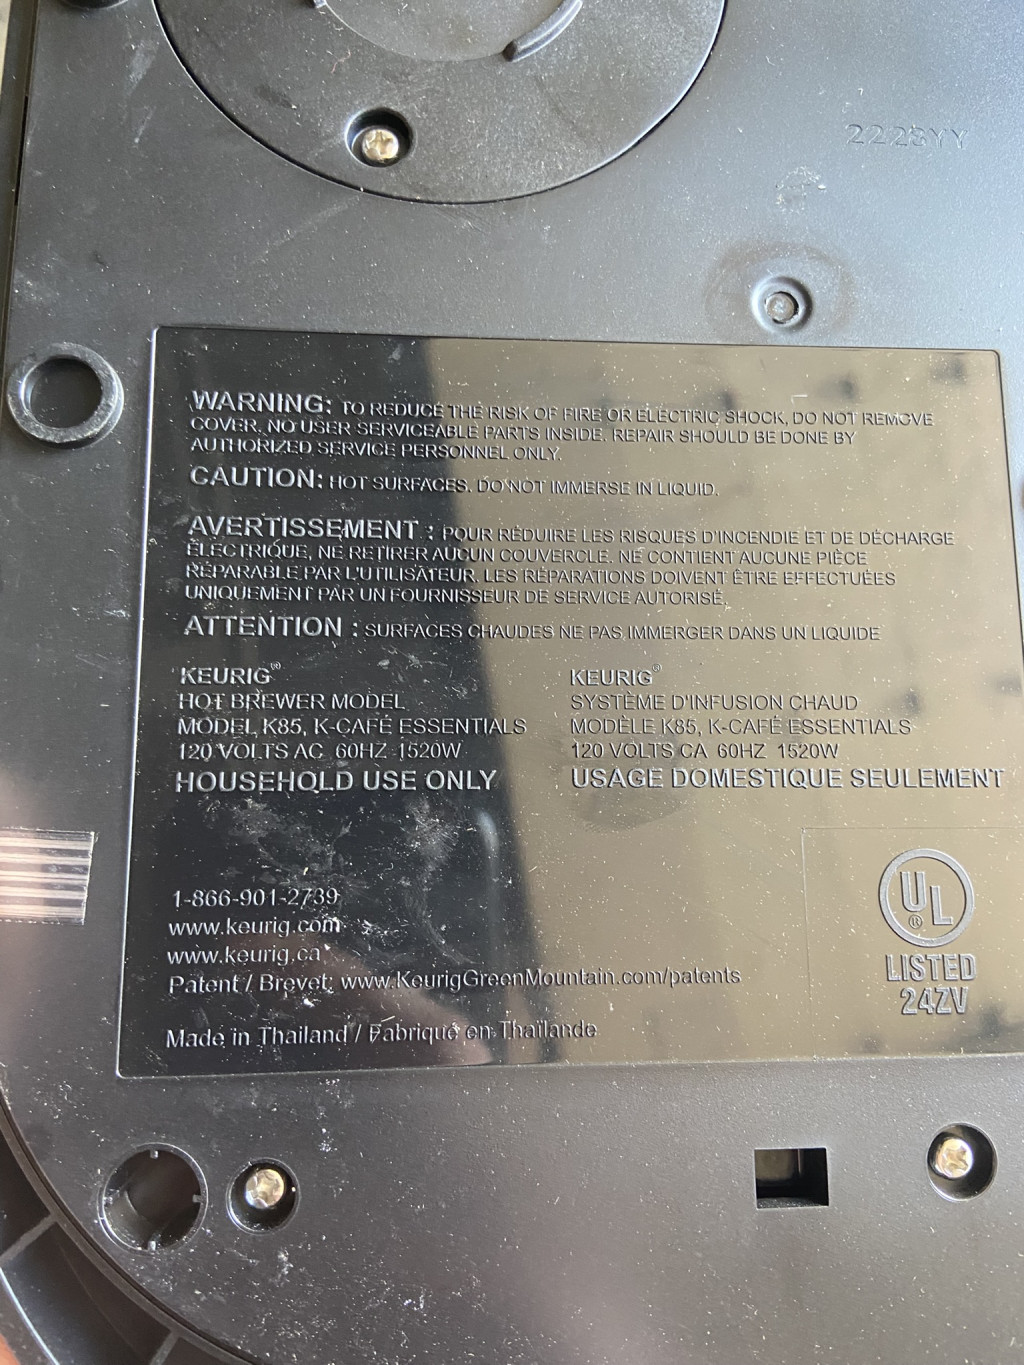 2223YY
WARNING: TO REDUCE THE RISK OF FIRE OR ELECTRIC SHOCK, DO NOT REMOVE
COVER. NO USER SERVICEABLE PARTS INSIDE. REPAIR SHOULD BE DONE BY
AUTHORIZED SERVICE PERSONNEL ONLY.
CAUTION: HOT SURFACES. DO NOT IMMERSE IN LIQUID.
AVERTISSEMENT : POUR RÉDUIRE LES RISQUES D'INCENDIE ET DE DÉCHARGE
ÉLECTRIQUE, NE RETIRER AUCUN COUVERCLE. NE CONTIENT AUCUNE PIÈCE
RÉPARABLE PAR L'UTILISATEUR. LES RÉPARATIONS DOIVENT ÊTRE EFFECTUÉES
UNIQUEMENT PAR UN FOURNISSEUR DE SERVICE AUTORISÉ.
ATTENTION : SURFACES CHAUDES NE PAS IMMERGER DANS UN LIQUIDE
KEURIG®
HOT BREWER MODEL
MODEL K85, K-CAFÉ ESSENTIALS
120 VOLTS AC 60HZ 1520W
HOUSEHOLD USE ONLY
KEURIG®
SYSTÈME D'INFUSION CHAUD
MODÈLE K85, K-CAFÉ ESSENTIALS
120 VOLTS CA 60HZ 1520W
USAGE DOMESTIQUE SEULEMENT
1-866-901-2739
www.keurig.com
www.keurig.ca
Patent / Brevet: www.KeurigGreenMountain.com/patents
Made in Thailand / Fabriqué en Thaïlande
UL®
LISTED
24ZV